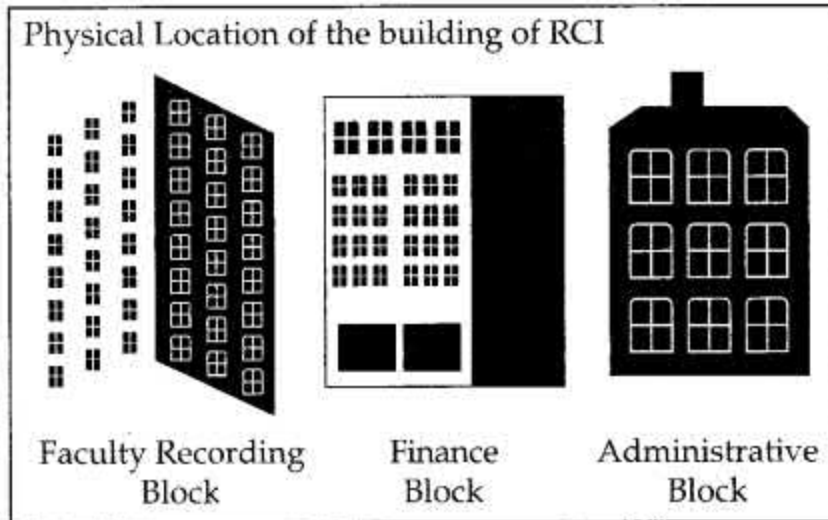 Physical Location of the building of RCI
Faculty Recording
Block
Finance
Block
Administrative
Block